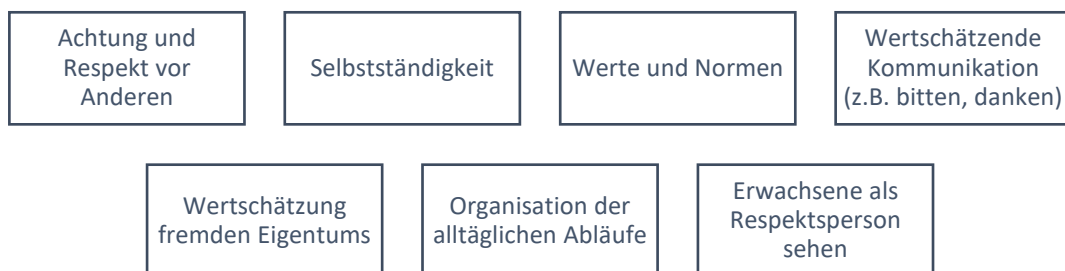 Achtung und
Respekt vor
Anderen
Selbstständigkeit
Werte und Normen
Wertschätzende
Kommunikation
(z.B. bitten, danken)
Wertschätzung
fremden Eigentums
Organisation der
alltäglichen Abläufe
Erwachsene als
Respektsperson
sehen